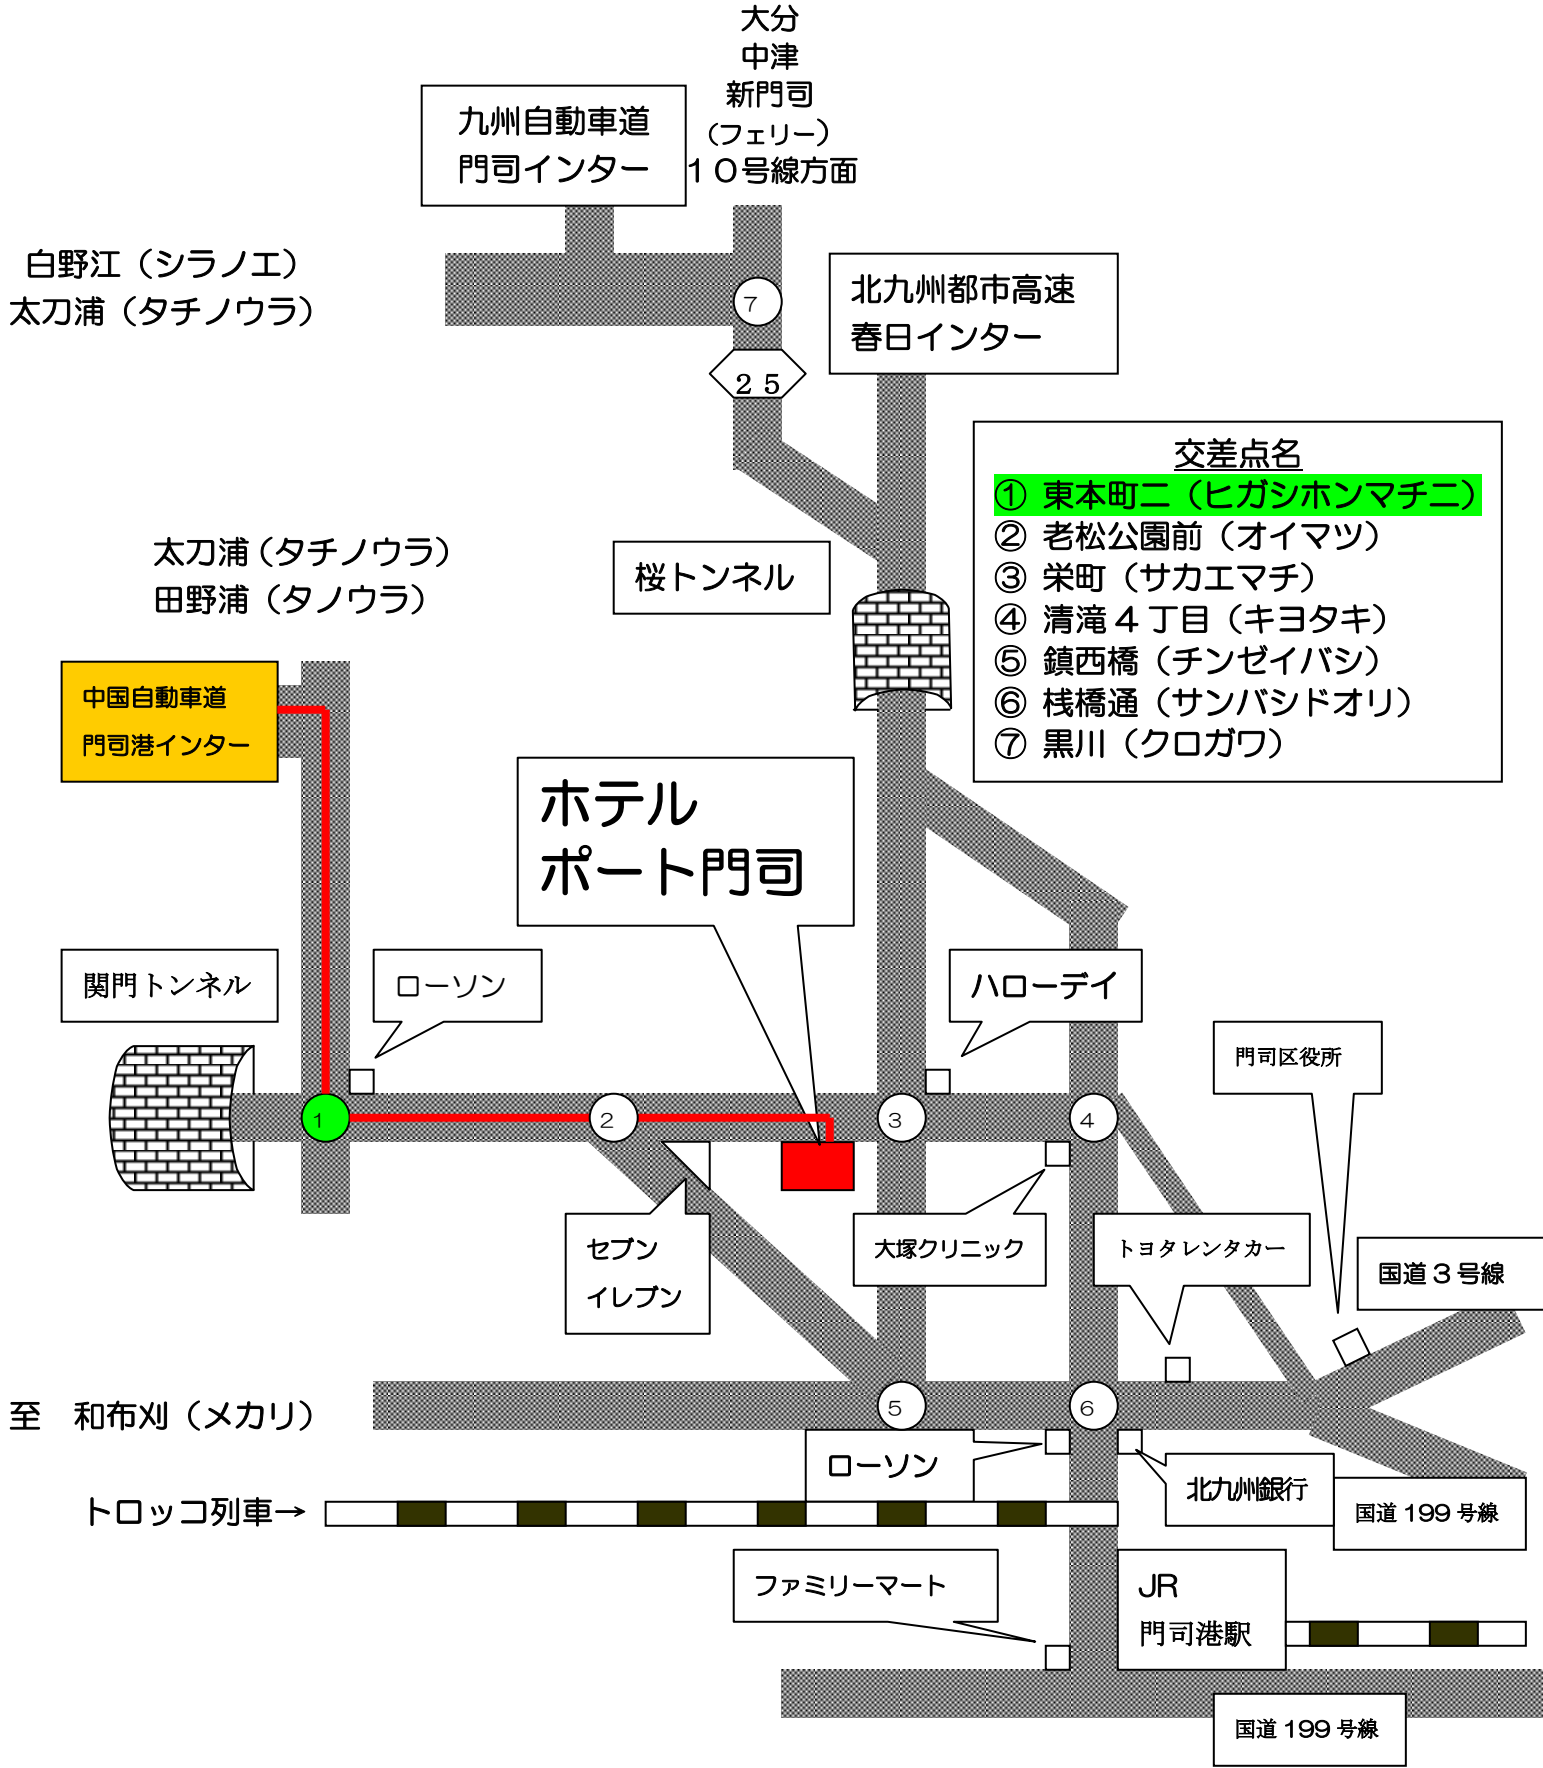 大分
中津
新門司
（フェリー）
１０号線方面
九州自動車道
門司インター
白野江（シラノエ）
太刀浦（タチノウラ）
７
２５
北九州都市高速
春日インター
交差点名
① 東本町二（ヒガシホンマチニ）
② 老松公園前（オイマツ）
③ 栄町（サカエマチ）
④ 清滝４丁目（キヨタキ）
⑤ 鎮西橋（チンゼイバシ）
⑥ 桟橋通（サンバシドオリ）
⑦ 黒川（クロガワ）
太刀浦（タチノウラ）
田野浦（タノウラ）
桜トンネル
中国自動車道
門司港インター
ホテル
ポート門司
関門トンネル
ローソン
ハローデイ
門司区役所
１
２
３
４
セブン
イレブン
大塚クリニック
トヨタレンタカー
国道３号線
至　和布刈（メカリ）
５
６
ローソン
北九州銀行
国道 199 号線
トロッコ列車→
ファミリーマート
JR
門司港駅
国道 199 号線